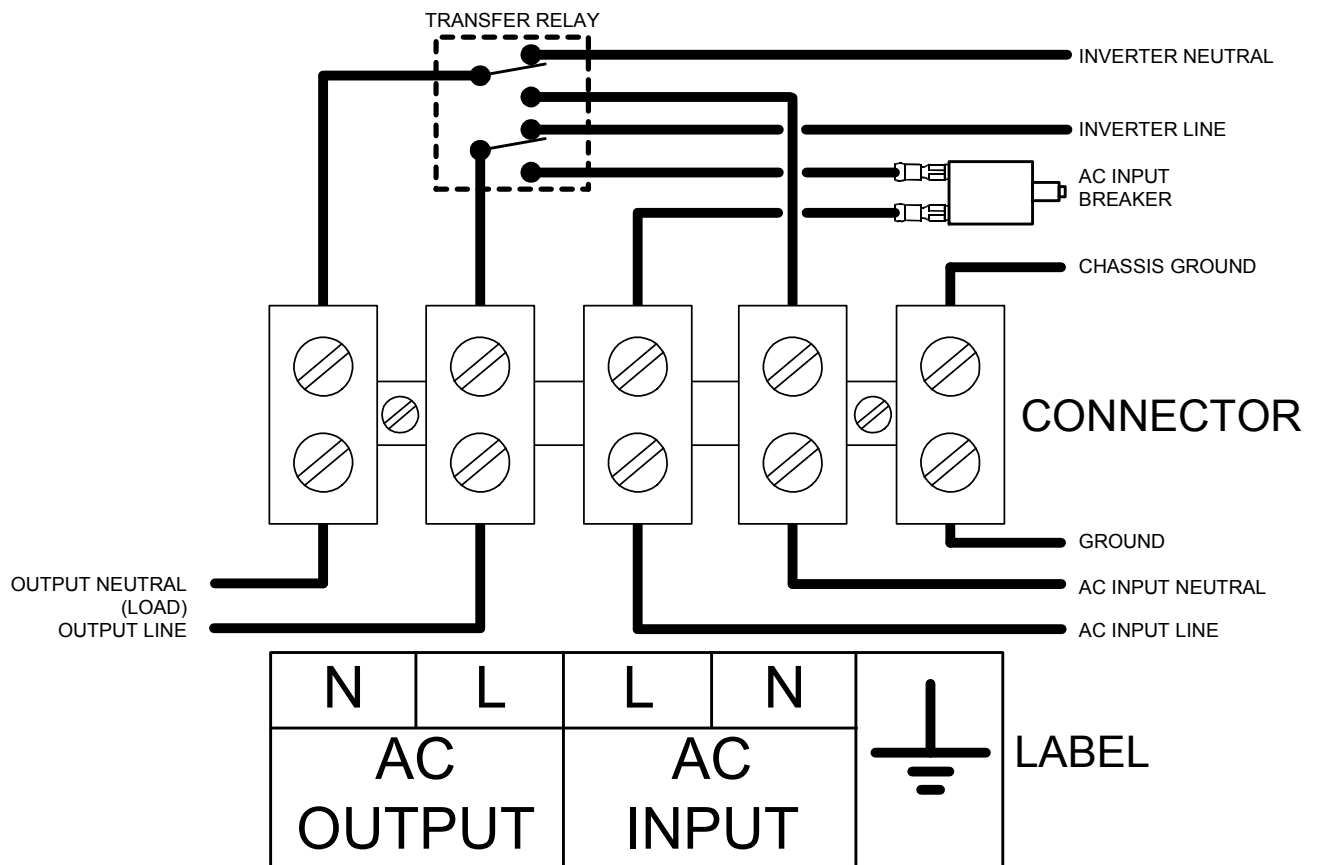 TRANSFER RELAY
INVERTER NEUTRAL
INVERTER LINE
AC INPUT
BREAKER
CHASSIS GROUND
CONNECTOR
GROUND
OUTPUT NEUTRAL
(LOAD)
OUTPUT LINE
AC INPUT NEUTRAL
AC INPUT LINE
N L L N
AC OUTPUT
AC INPUT
LABEL